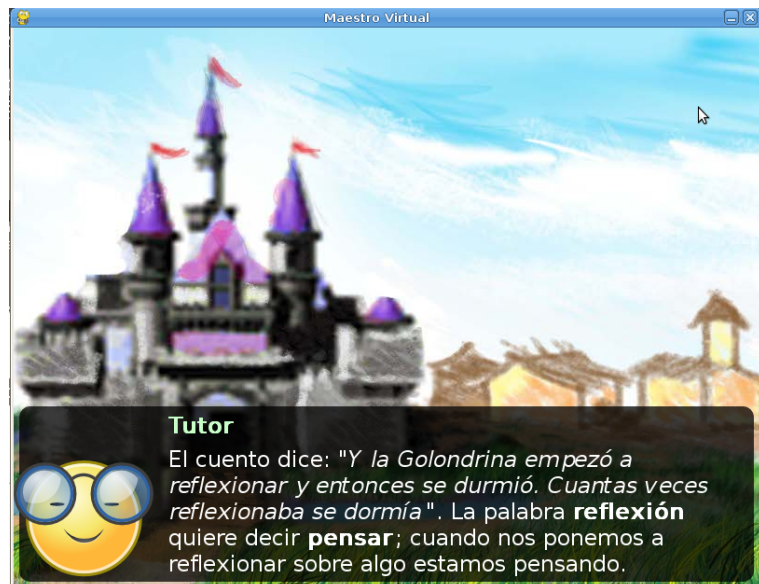 Maestro Virtual
Tutor
El cuento dice: "Y la Golondrina empezó a
reflexionar y entonces se durmió. Cuantas veces
reflexionaba se dormía". La palabra reflexión
quiere decir pensar; cuando nos ponemos a
reflexionar sobre algo estamos pensando.